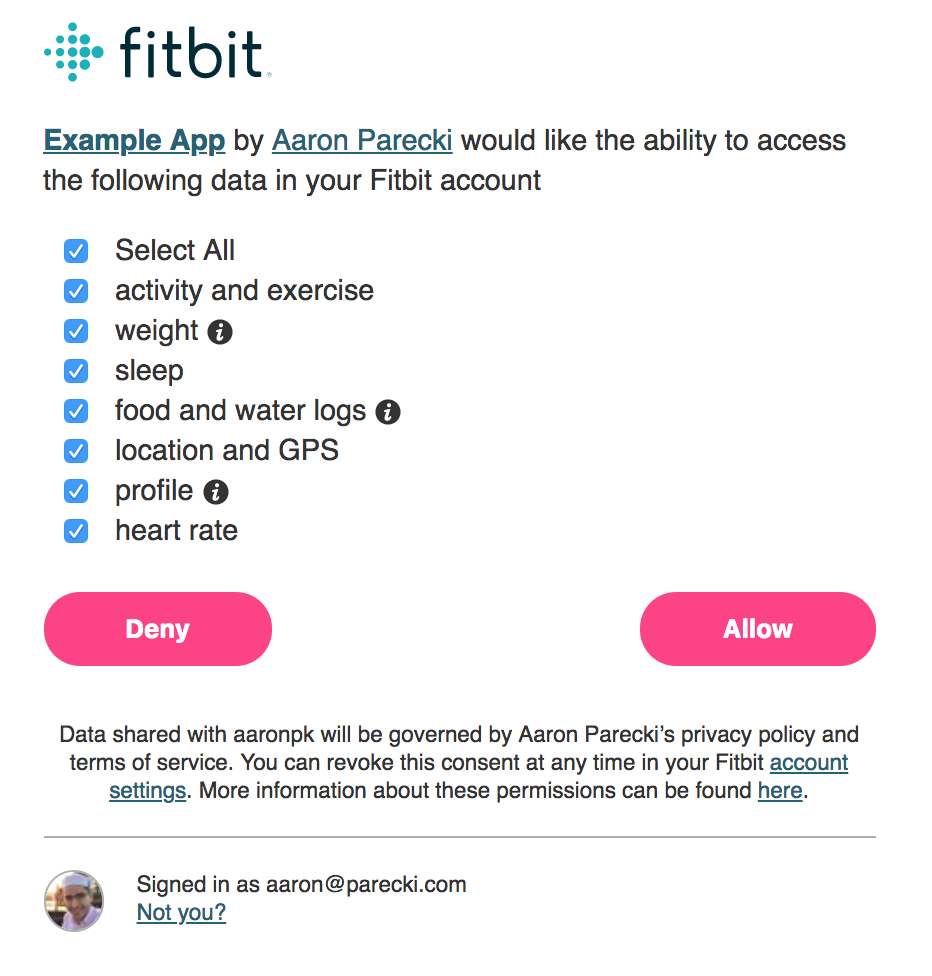 fitbit
Example App by Aaron Parecki would like the ability to access
the following data in your Fitbit account
Select All
activity and exercise
weight
sleep
food and water logs
location and GPS
profile
heart rate
Deny
Allow
Data shared with aaronpk will be governed by Aaron Parecki’s privacy policy and
terms of service. You can revoke this consent at any time in your Fitbit account
settings. More information about these permissions can be found here.
Signed in as aaron@parecki.com
Not you?